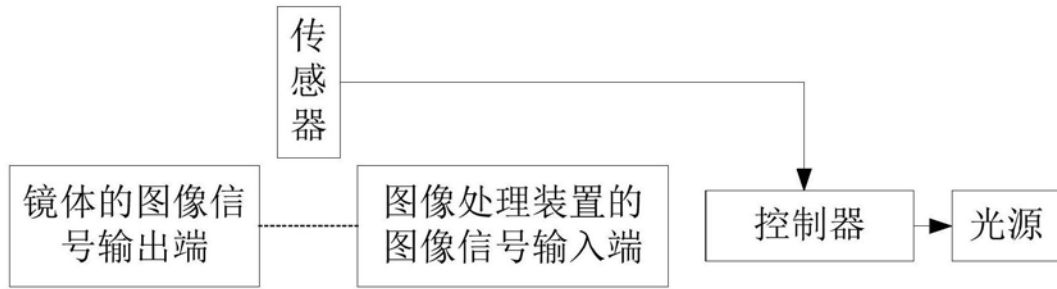 传
感
器
镜体的图像信
号输出端
图像处理装置的
图像信号输入端
控制器
光源